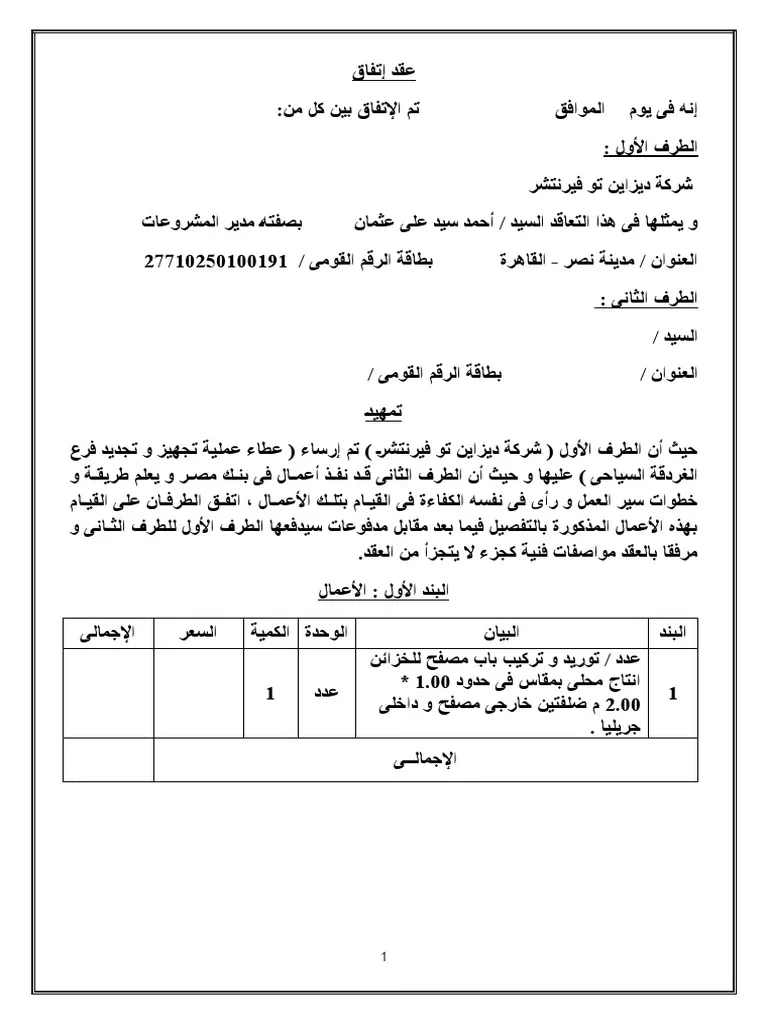 عقد إتفاق
إنه فى يوم الموافق تم الإتفاق بين كل من:
الطرف الأول :
شركة ديزاين تو فيرنتشر
و يمثلها فى هذا التعاقد السيد / أحمد سيد على عثمان بصفته مدير المشروعات
العنوان / مدينة نصر - القاهرة بطاقة الرقم القومى / 27710250100191
الطرف الثانى :
السيد /
العنوان / بطاقة الرقم القومى /
تمهيد
حيث أن الطرف الأول ( شركة ديزاين تو فيرنتشر ) تم إرساء ( عطاء عملية تجهيز و تجديد فرع
الغردقة السياحى ) عليها و حيث أن الطرف الثانى قد نفذ أعمال فى بنك مصر و يعلم طريقة و
خطوات سير العمل و رأى فى نفسه الكفاءة فى القيام بتلك الأعمال ، اتفق الطرفان على القيام
بهذه الأعمال المذكورة بالتفصيل فيما بعد مقابل مدفوعات سيدفعها الطرف الأول للطرف الثانى و
مرفقا بالعقد مواصفات فنية كجزء لا يتجزأ من العقد.
البند الأول : الأعمال
البند البيان الوحدة الكمية السعر الإجمالى
عدد / توريد و تركيب باب مصفح للخزائن
انتاج محلى بمقاس فى حدود 1.00 *
1 2.00 م ضلفتين خارجى مصفح و داخلى عدد 1
جريليا .
الإجمالـــى
1